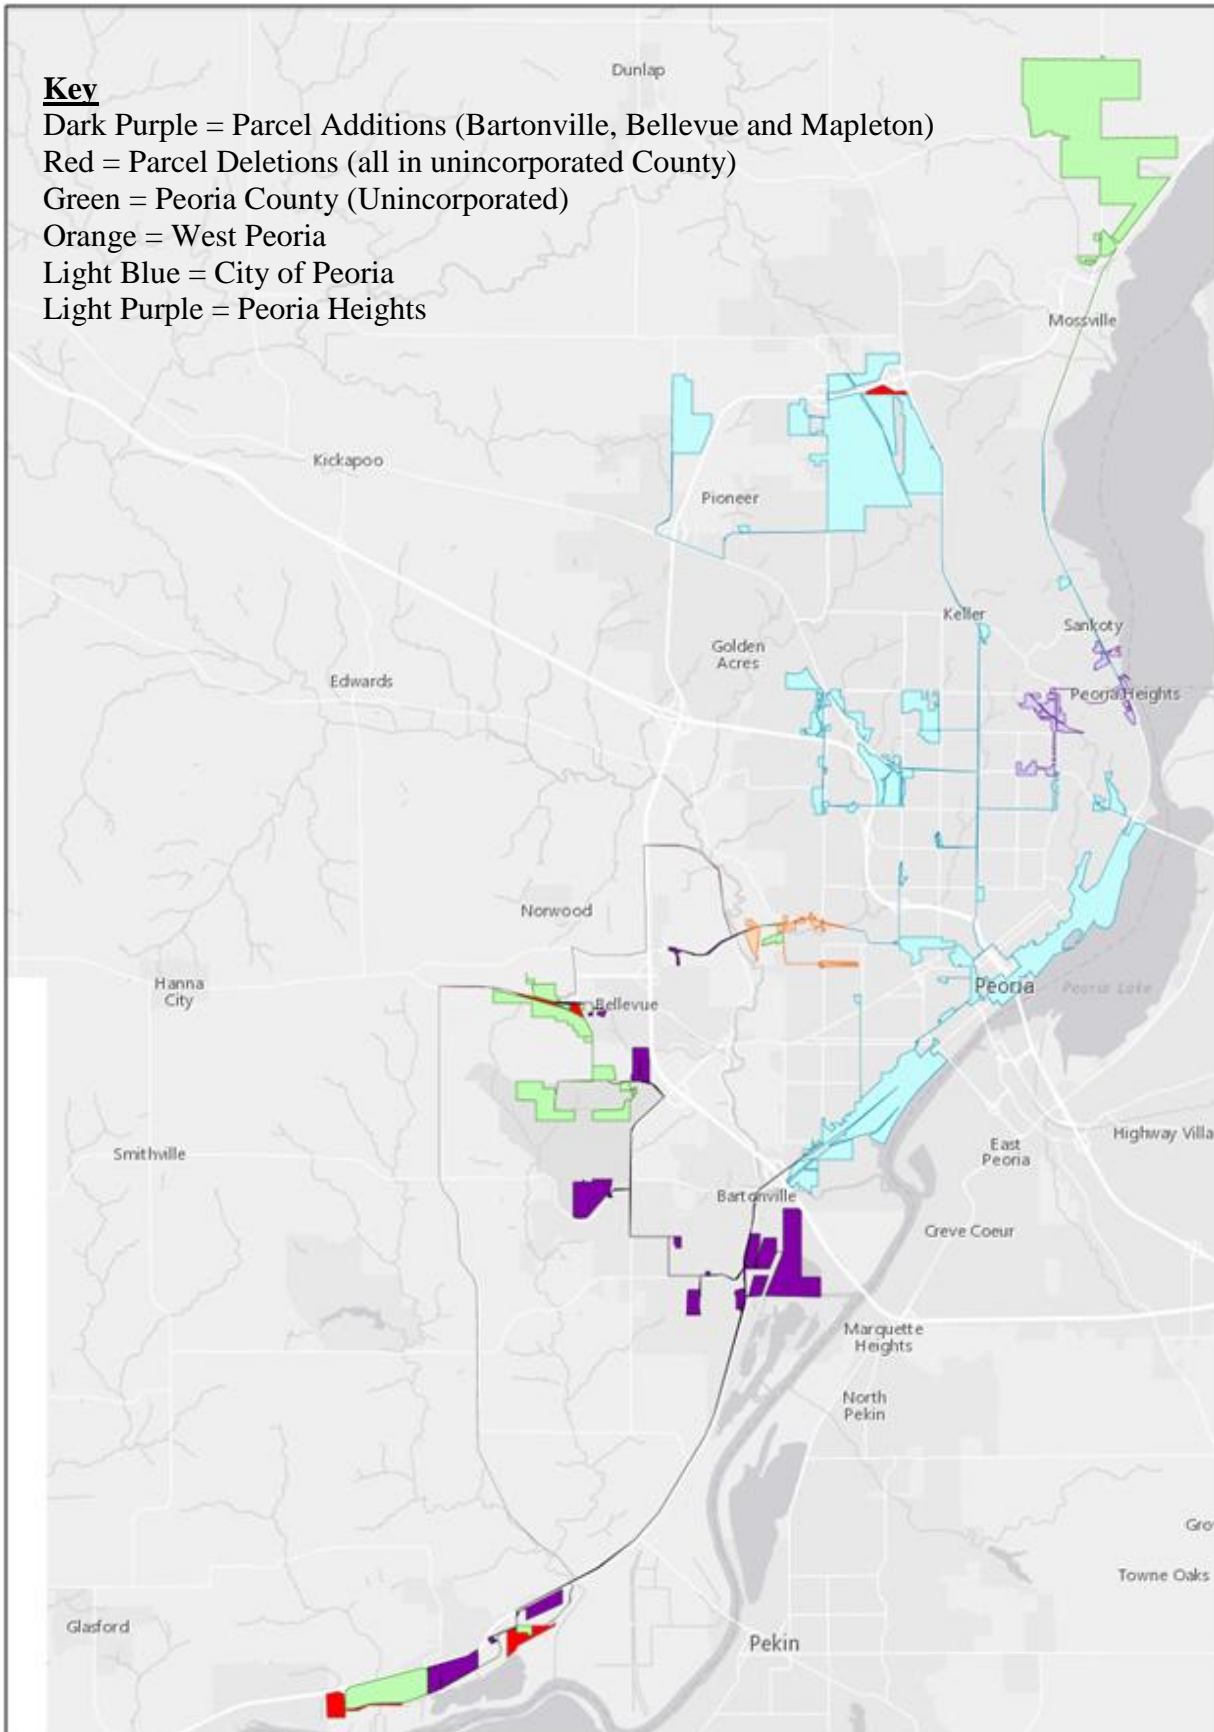 Key
Dark Purple = Parcel Additions (Bartonville, Bellevue and Mapleton)
Red = Parcel Deletions (all in unincorporated County)
Green = Peoria County (Unincorporated)
Orange = West Peoria
Light Blue = City of Peoria
Light Purple = Peoria Heights
Dunlap
Mossville
Kickapoo
Pioneer
Keller
Sankoty
Golden
Acres
Edwards
Peoria Heights
Norwood
Hanna
City
Peoria
Peoria Lake
Bellevue
Smithville
East
Peoria
Highway Villa
Bartonville
Creve Coeur
Marquette
Heights
North
Pekin
Gro
Towne Oaks
Glasford
Pekin